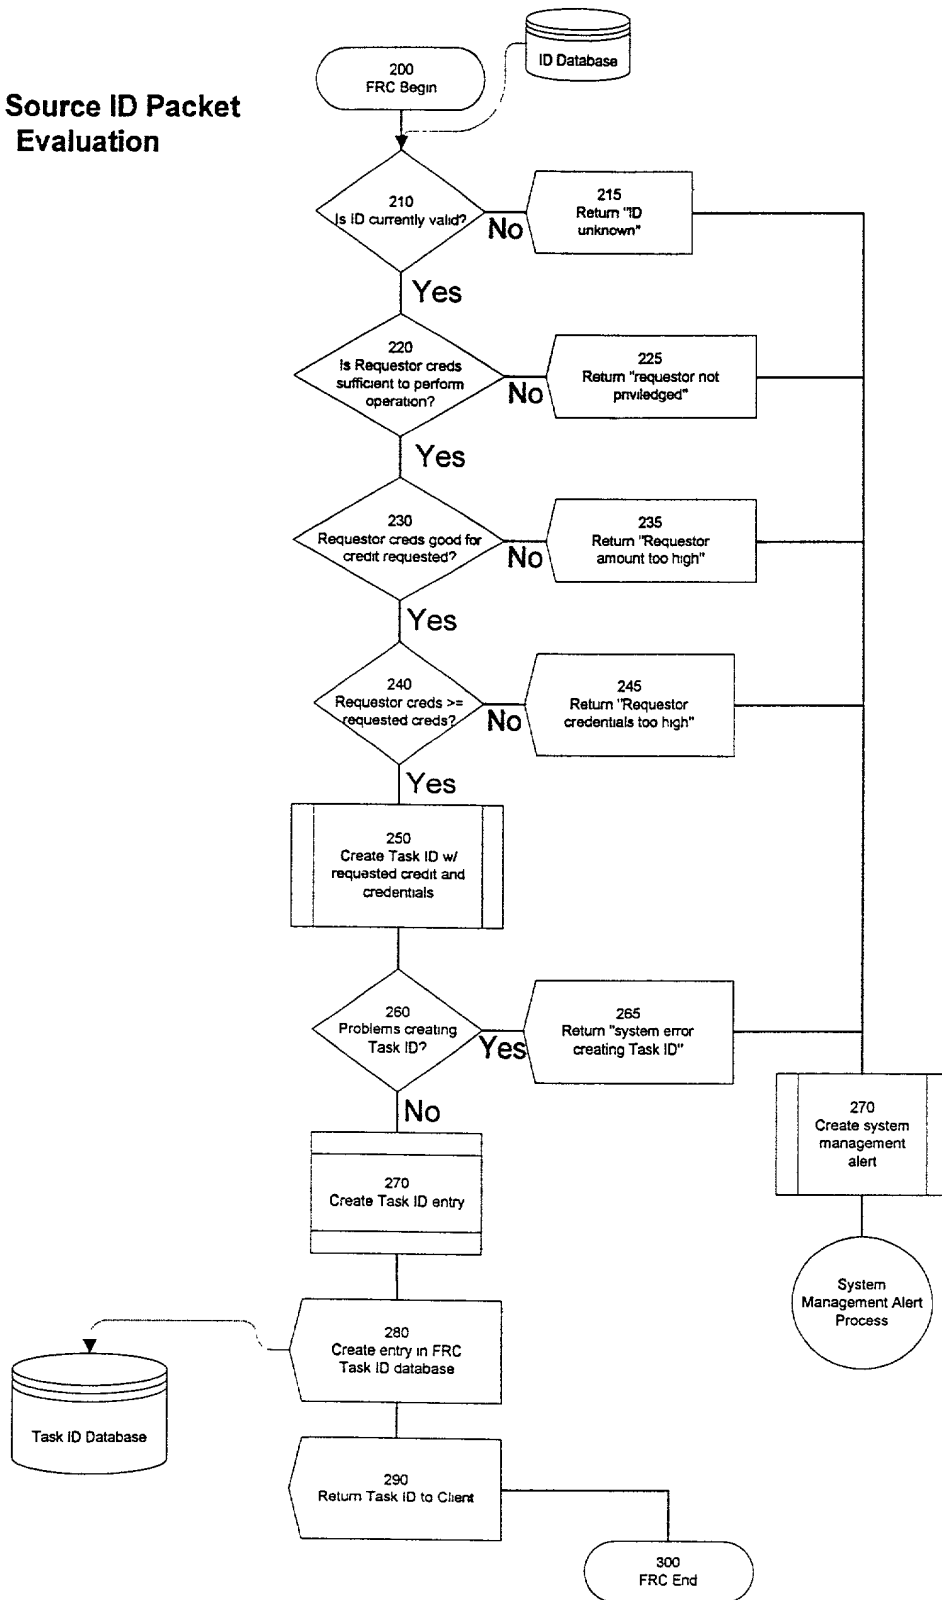 Source ID Packet
Evaluation
200
FRC Begin
ID Database
210
Is ID currently valid?
No
215
Return "ID
unknown"
Yes
220
Is Requestor creds
sufficient to perform
operation?
No
225
Return "requestor not
priviledged"
Yes
230
Requestor creds good for
credit requested?
No
235
Return "Requestor
amount too high"
Yes
240
Requestor creds >=
requested creds?
No
245
Return "Requestor
credentials too high"
Yes
250
Create Task ID w/
requested credit and
credentials
260
Problems creating
Task ID?
Yes
265
Return "system error
creating Task ID"
No
270
Create system
management
alert
270
Create Task ID entry
System
Management Alert
Process
280
Create entry in FRC
Task ID database
Task ID Database
290
Return Task ID to Client
300
FRC End